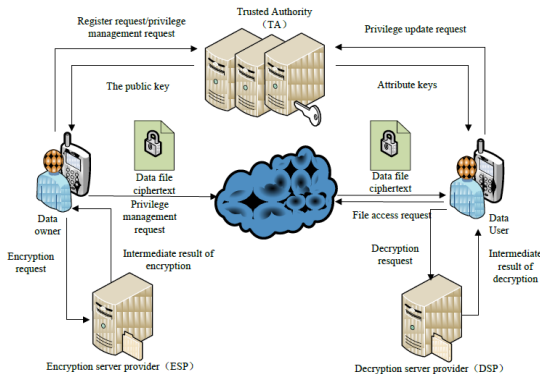 Trusted Authority
（TA）
Register request/privilege
management request
Privilege update request
The public key
Attribute keys
Data file
ciphertext
Data file
ciphertext
Privilege
management
request
File access request
Data
owner
Data
User
Encryption
request
Intermediate result of
encryption
Decryption
resquest
Intermediate
result of
decryption
Encryption server provider（ESP）
Decryption server provider（DSP）